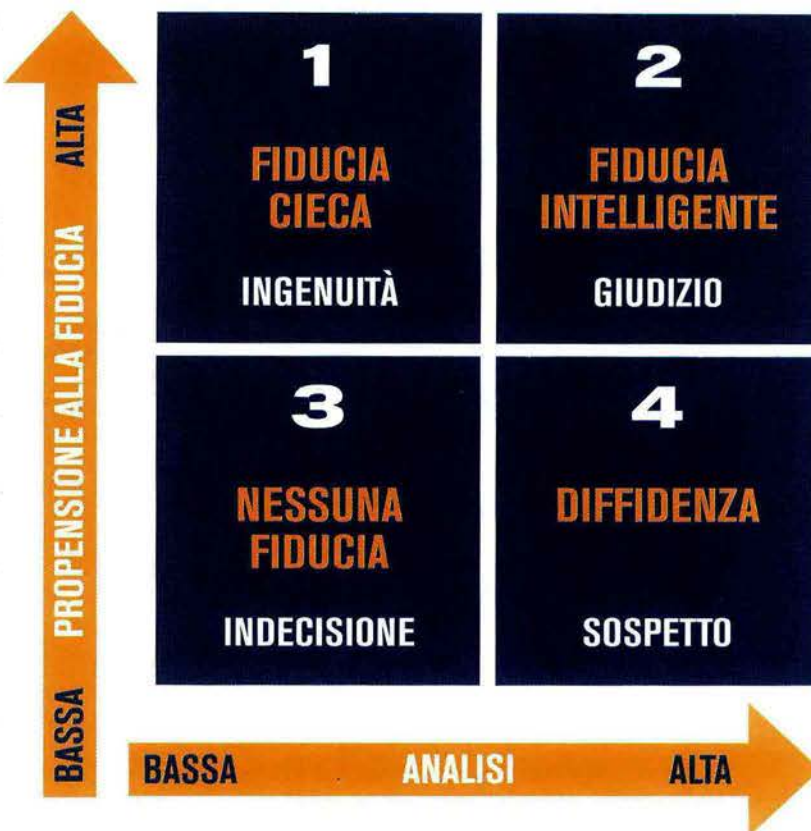 1
FIDUCIA
CIECA
INGENUITÀ
2
FIDUCIA
INTELLIGENTE
GIUDIZIO
3
NESSUNA
FIDUCIA
INDECISIONE
4
DIFFIDENZA
SOSPETTO
ALTA
PROPENSIONE ALLA FIDUCIA
BASSA
BASSA ANALISI ALTA